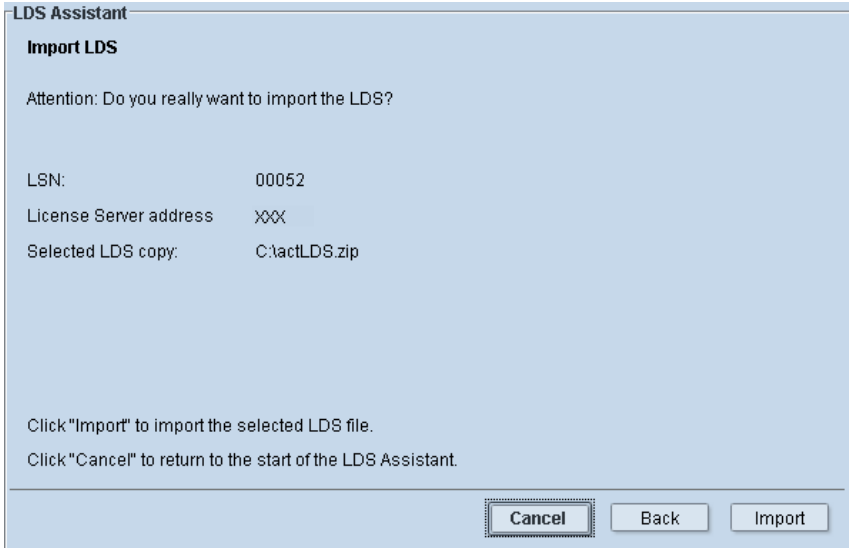 LDS Assistant
Import LDS
Attention: Do you really want to import the LDS?
LSN: 00052
License Server address XXX
Selected LDS copy: C:\actLDS.zip
Click "Import" to import the selected LDS file.
Click "Cancel" to return to the start of the LDS Assistant.
Cancel Back Import